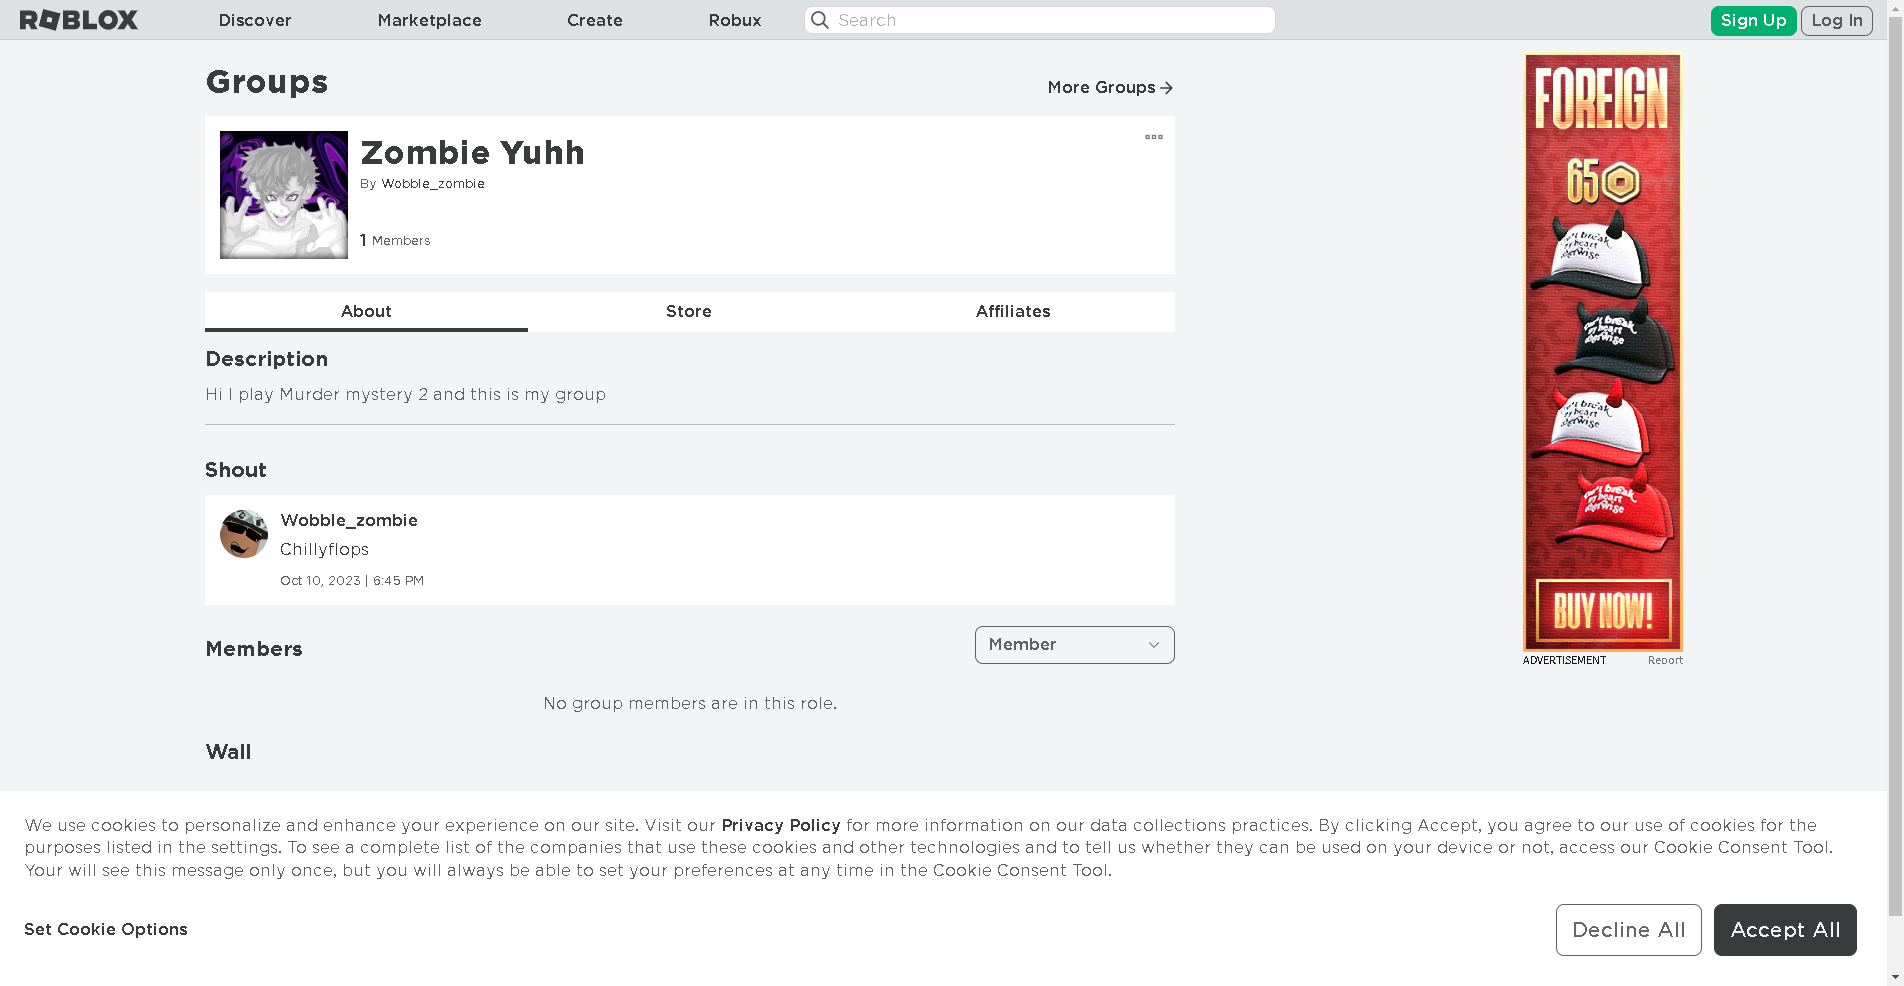 ROBLOX
Discover
Marketplace
Create
Robux
Search
Sign Up
Log In
Groups
More Groups
Zombie Yuhh
By Wobble_zombie
1 Members
About
Store
Affiliates
Description
Hi I play Murder mystery 2 and this is my group
Shout
Wobble_zombie
Chillyflops
Oct 10, 2023 | 6:45 PM
Members
Member
No group members are in this role.
Wall
FOREIGN
65
BUY NOW!
ADVERTISEMENT
Report
We use cookies to personalize and enhance your experience on our site. Visit our Privacy Policy for more information on our data collections practices. By clicking Accept, you agree to our use of cookies for the
purposes listed in the settings. To see a complete list of the companies that use these cookies and other technologies and to tell us whether they can be used on your device or not, access our Cookie Consent Tool.
Your will see this message only once, but you will always be able to set your preferences at any time in the Cookie Consent Tool.
Set Cookie Options
Decline All
Accept All